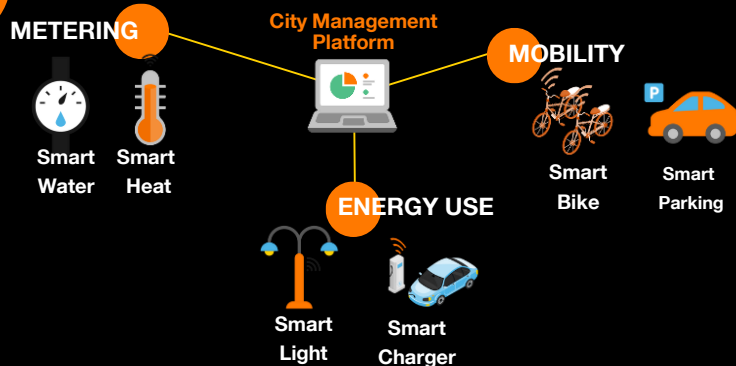 METERING
Smart
Water
Smart
Heat
City Management
Platform
MOBILITY
P
Smart
Bike
Smart
Parking
ENERGY USE
Smart
Light
Smart
Charger